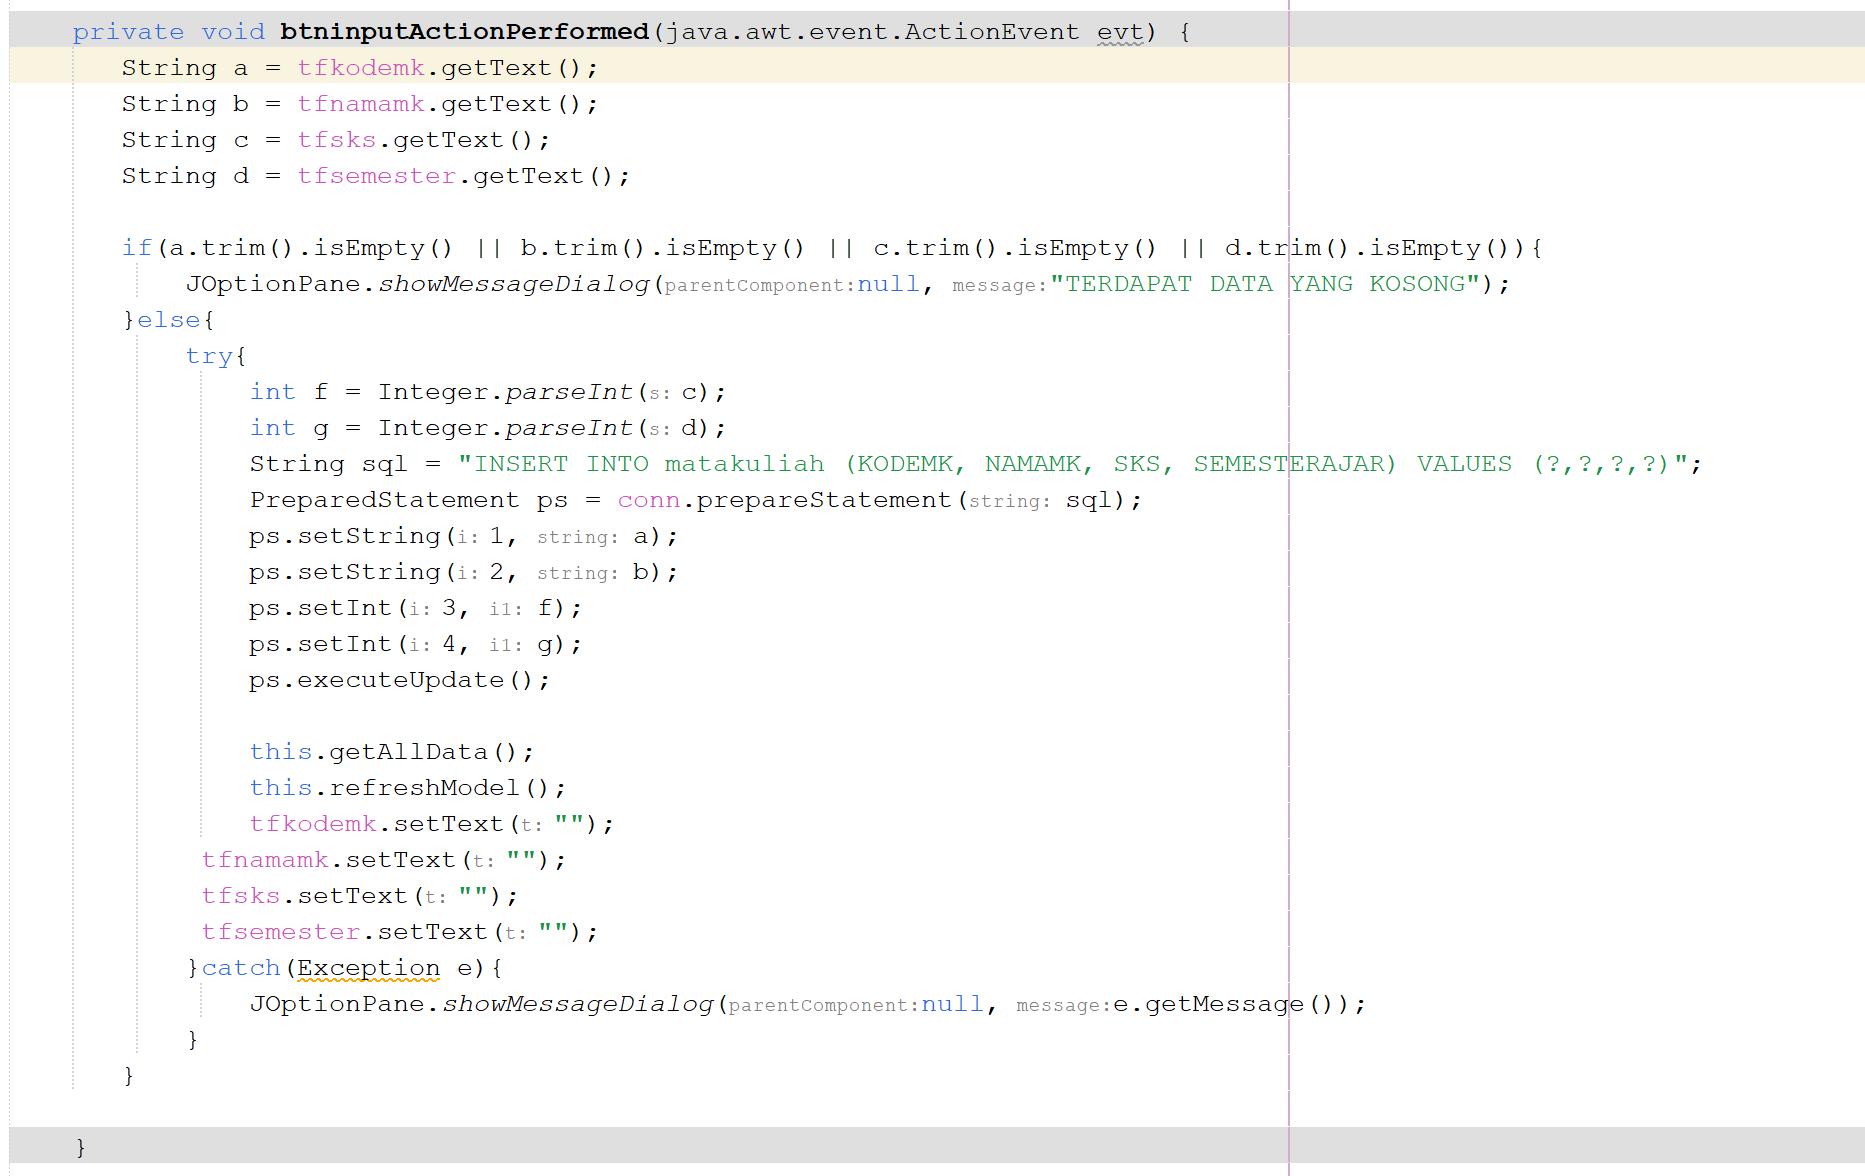 private void btninputActionPerformed(java.awt.event.ActionEvent evt) {
String a = tfkodemk.getText();
String b = tfnamamk.getText();
String c = tfsks.getText();
String d = tfsemester.getText();
if(a.trim().isEmpty() || b.trim().isEmpty() || c.trim().isEmpty() || d.trim().isEmpty()){
JOptionPane.showMessageDialog(parentComponent:null, message:"TERDAPAT DATA YANG KOSONG");
}else{
try{
int f = Integer.parseInt(s: c);
int g = Integer.parseInt(s: d);
String sql = "INSERT INTO matakuliah (KODEMK, NAMAMK, SKS, SEMESTERAJAR) VALUES (?,?,?,?)";
PreparedStatement ps = conn.prepareStatement(string: sql);
ps.setString(i: 1, string: a);
ps.setString(i: 2, string: b);
ps.setInt(i: 3, i1: f);
ps.setInt(i: 4, i1: g);
ps.executeUpdate();
this.getAllData();
this.refreshModel();
tfkodemk.setText(t: "");
tfnamamk.setText(t: "");
tfsks.setText(t: "");
tfsemester.setText(t: "");
}catch(Exception e){
JOptionPane.showMessageDialog(parentComponent:null, message:e.getMessage());
}
}
}